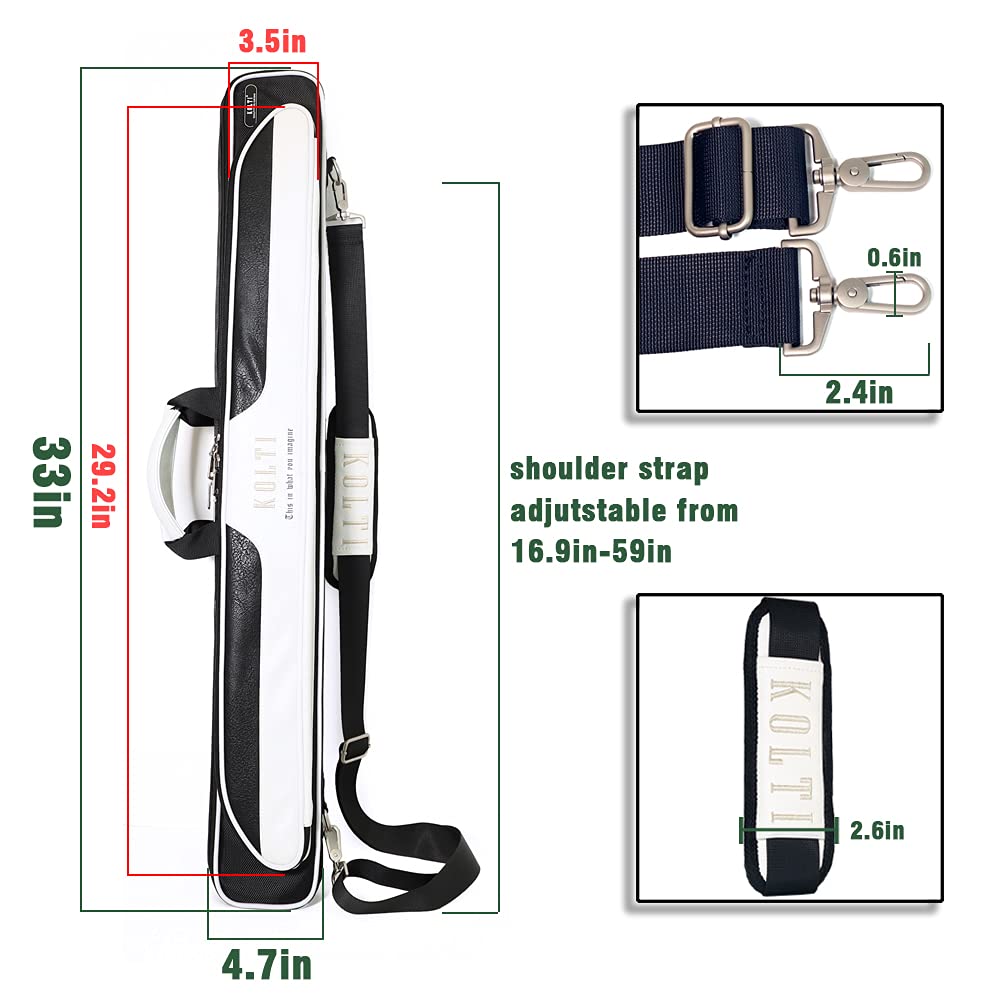 3.5in
KOLTI
33in
29.2in
KOLTI
This is what you imagine
KOLTI
4.7in
shoulder strap
adjutstable from
16.9in-59in
0.6in
2.4in
KOLTI
2.6in